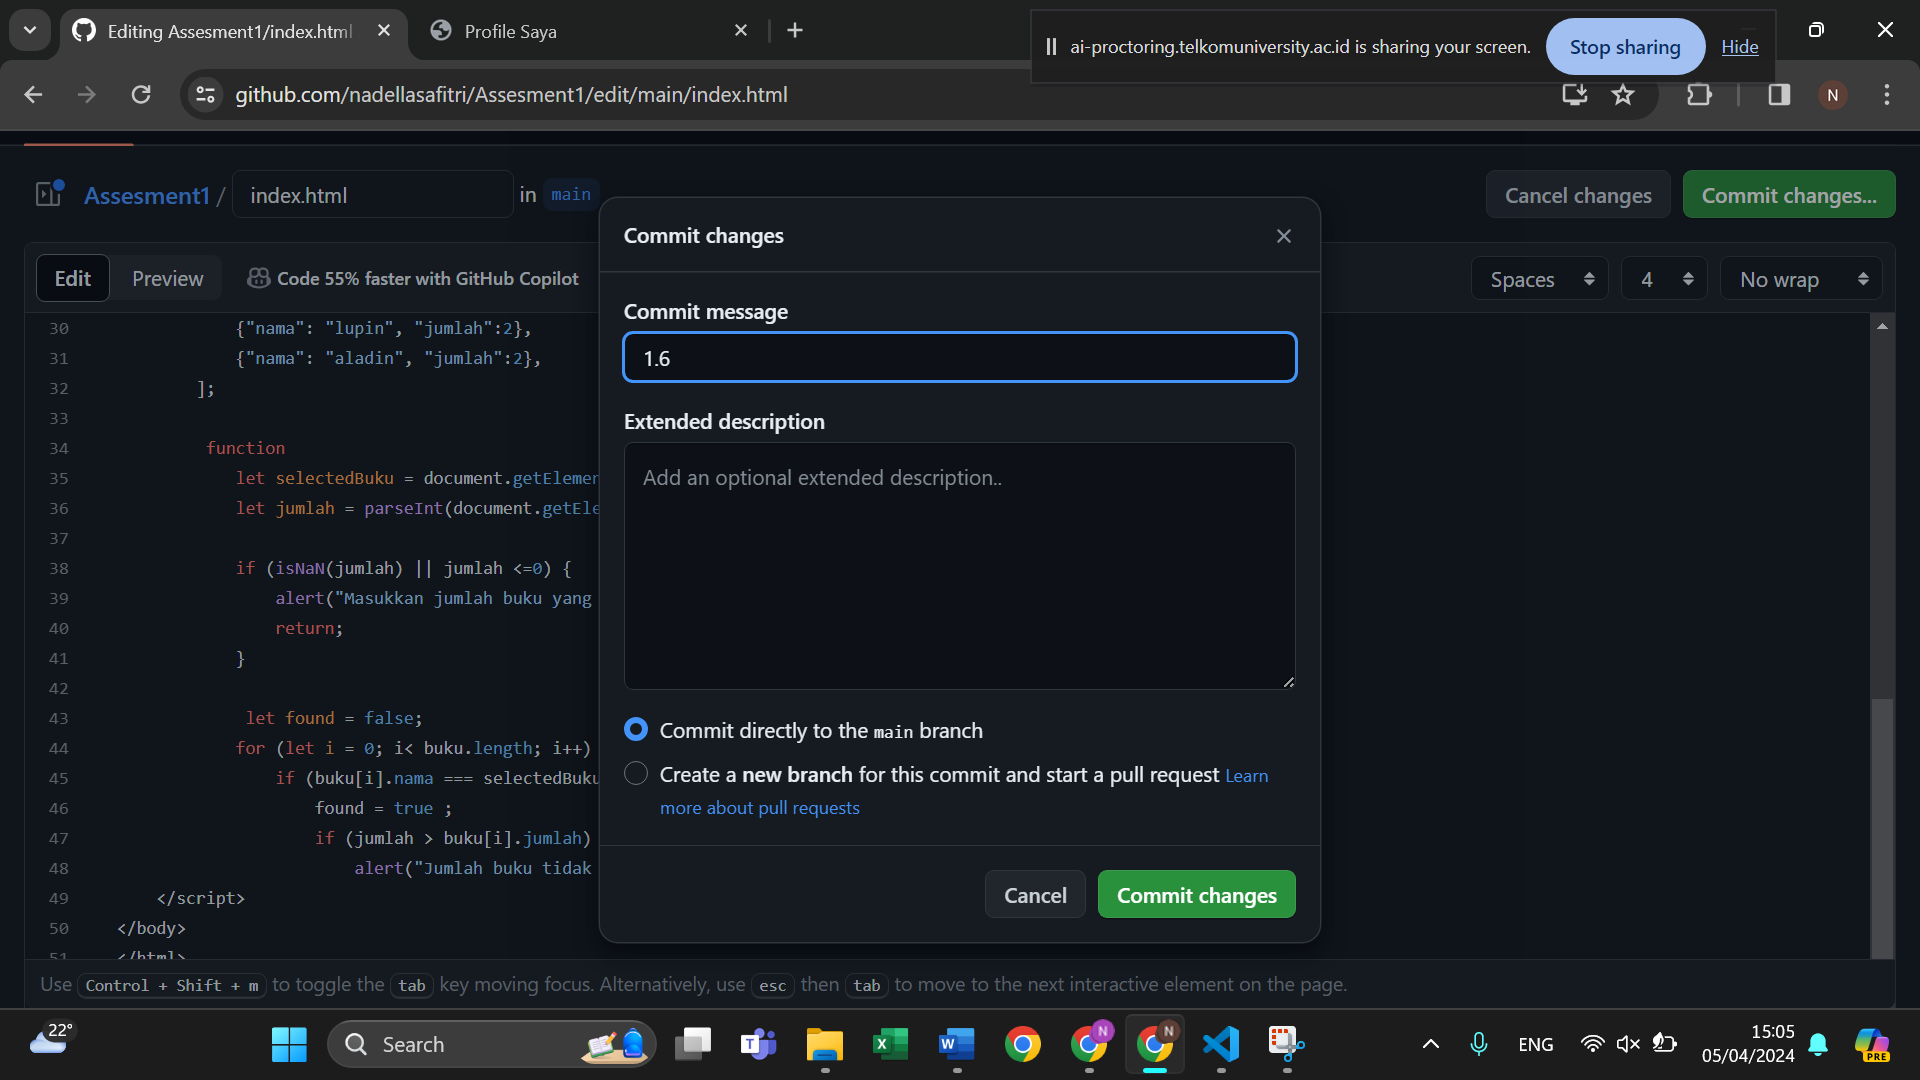 Editing Assesment1/index.html
Profile Saya
ai-proctoring.telkomuniversity.ac.id is sharing your screen.
Stop sharing
Hide
github.com/nadellasafitri/Assesment1/edit/main/index.html
N
Assesment1 / index.html in main
Cancel changes
Commit changes...
Edit
Preview
Code 55% faster with GitHub Copilot
Spaces
4
No wrap
30 {"nama": "lupin", "jumlah":2},
31 {"nama": "aladin", "jumlah":2},
32 ];
33
34 function
35 let selectedBuku = document.getElemen
36 let jumlah = parseInt(document.getEle
37
38 if (isNaN(jumlah) || jumlah <=0) {
39 alert("Masukkan jumlah buku yang
40 return;
41 }
42
43 let found = false;
44 for (let i = 0; i< buku.length; i++)
45 if (buku[i].nama === selectedBuku
46 found = true ;
47 if (jumlah > buku[i].jumlah)
48 alert("Jumlah buku tidak
49 </script>
50 </body>
51 </html>
Commit changes
Commit message
1.6
Extended description
Add an optional extended description..
Commit directly to the main branch
Create a new branch for this commit and start a pull request Learn
more about pull requests
Cancel
Commit changes
Use Control + Shift + m to toggle the tab key moving focus. Alternatively, use esc then tab to move to the next interactive element on the page.
22°
Search
T
X
W
N
N
ENG
15:05
05/04/2024
PRE